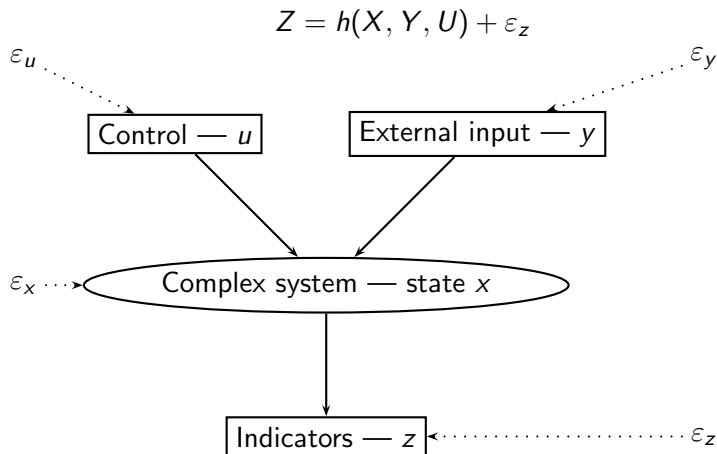 Z = h(X, Y, U) + ε_z
ε_u
ε_y
Control — u
External input — y
ε_x
Complex system — state x
Indicators — z
ε_z